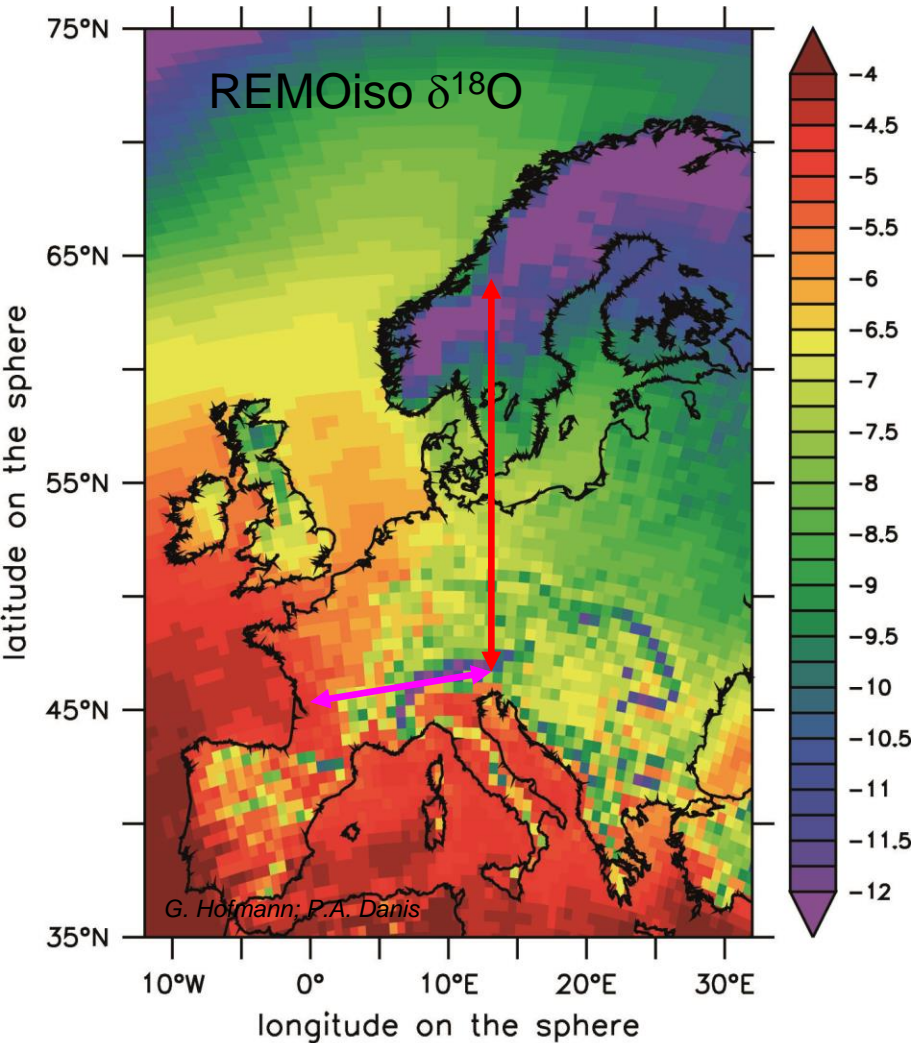 75°N
REMOiso δ¹⁸O
65°N
55°N
45°N
35°N
latitude on the sphere
G. Hofmann; P.A. Danis
10°W
0°
10°E
20°E
30°E
longitude on the sphere
-4
-4.5
-5
-5.5
-6
-6.5
-7
-7.5
-8
-8.5
-9
-9.5
-10
-10.5
-11
-11.5
-12